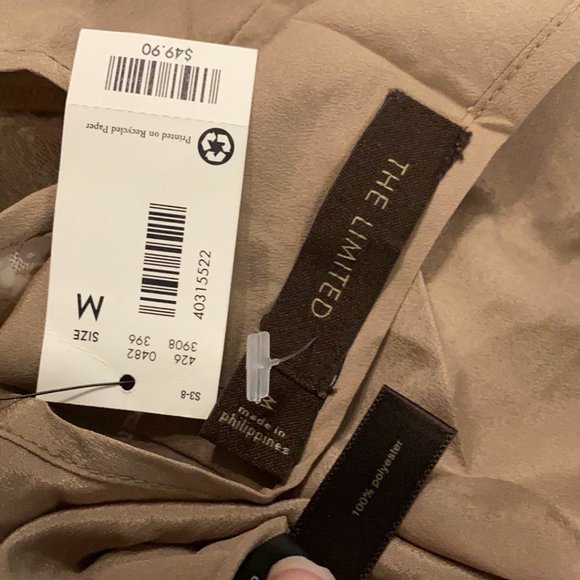 S3-8
426 0482
3908 396
SIZE M
40315522
Printed on Recycled Paper
$49.90
THE LIMITED
M
made in
philippines
100% polyester